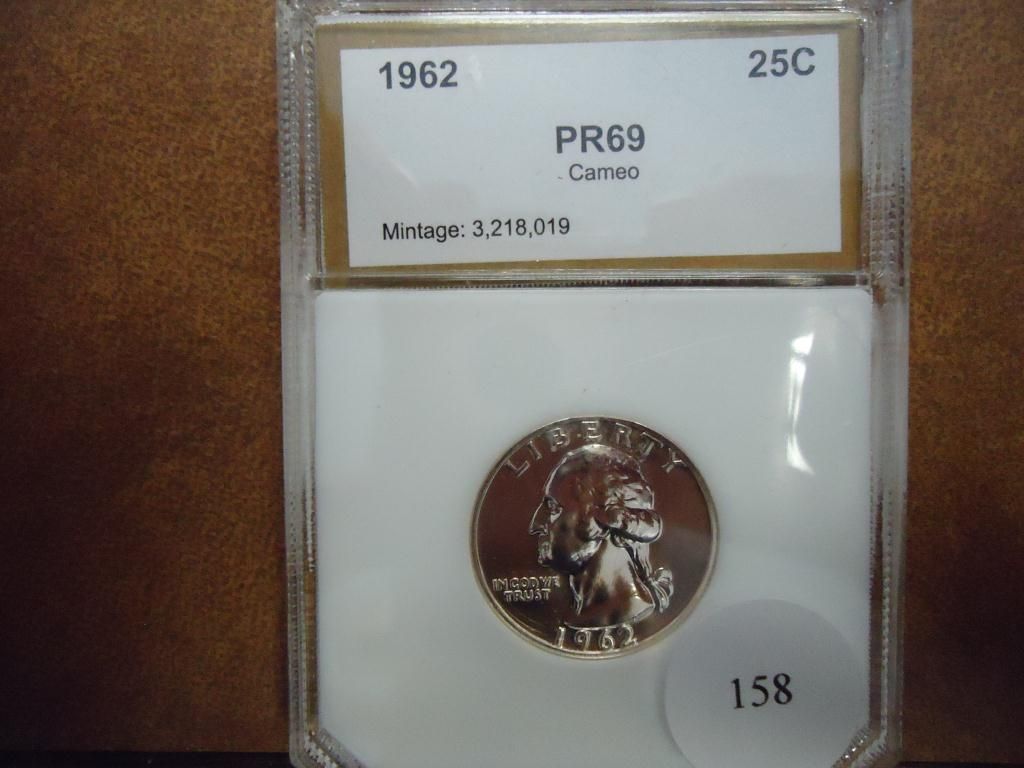 1962 25C
PR69
Cameo
Mintage: 3,218,019
LIBERTY
IN GOD WE
TRUST
1962
158